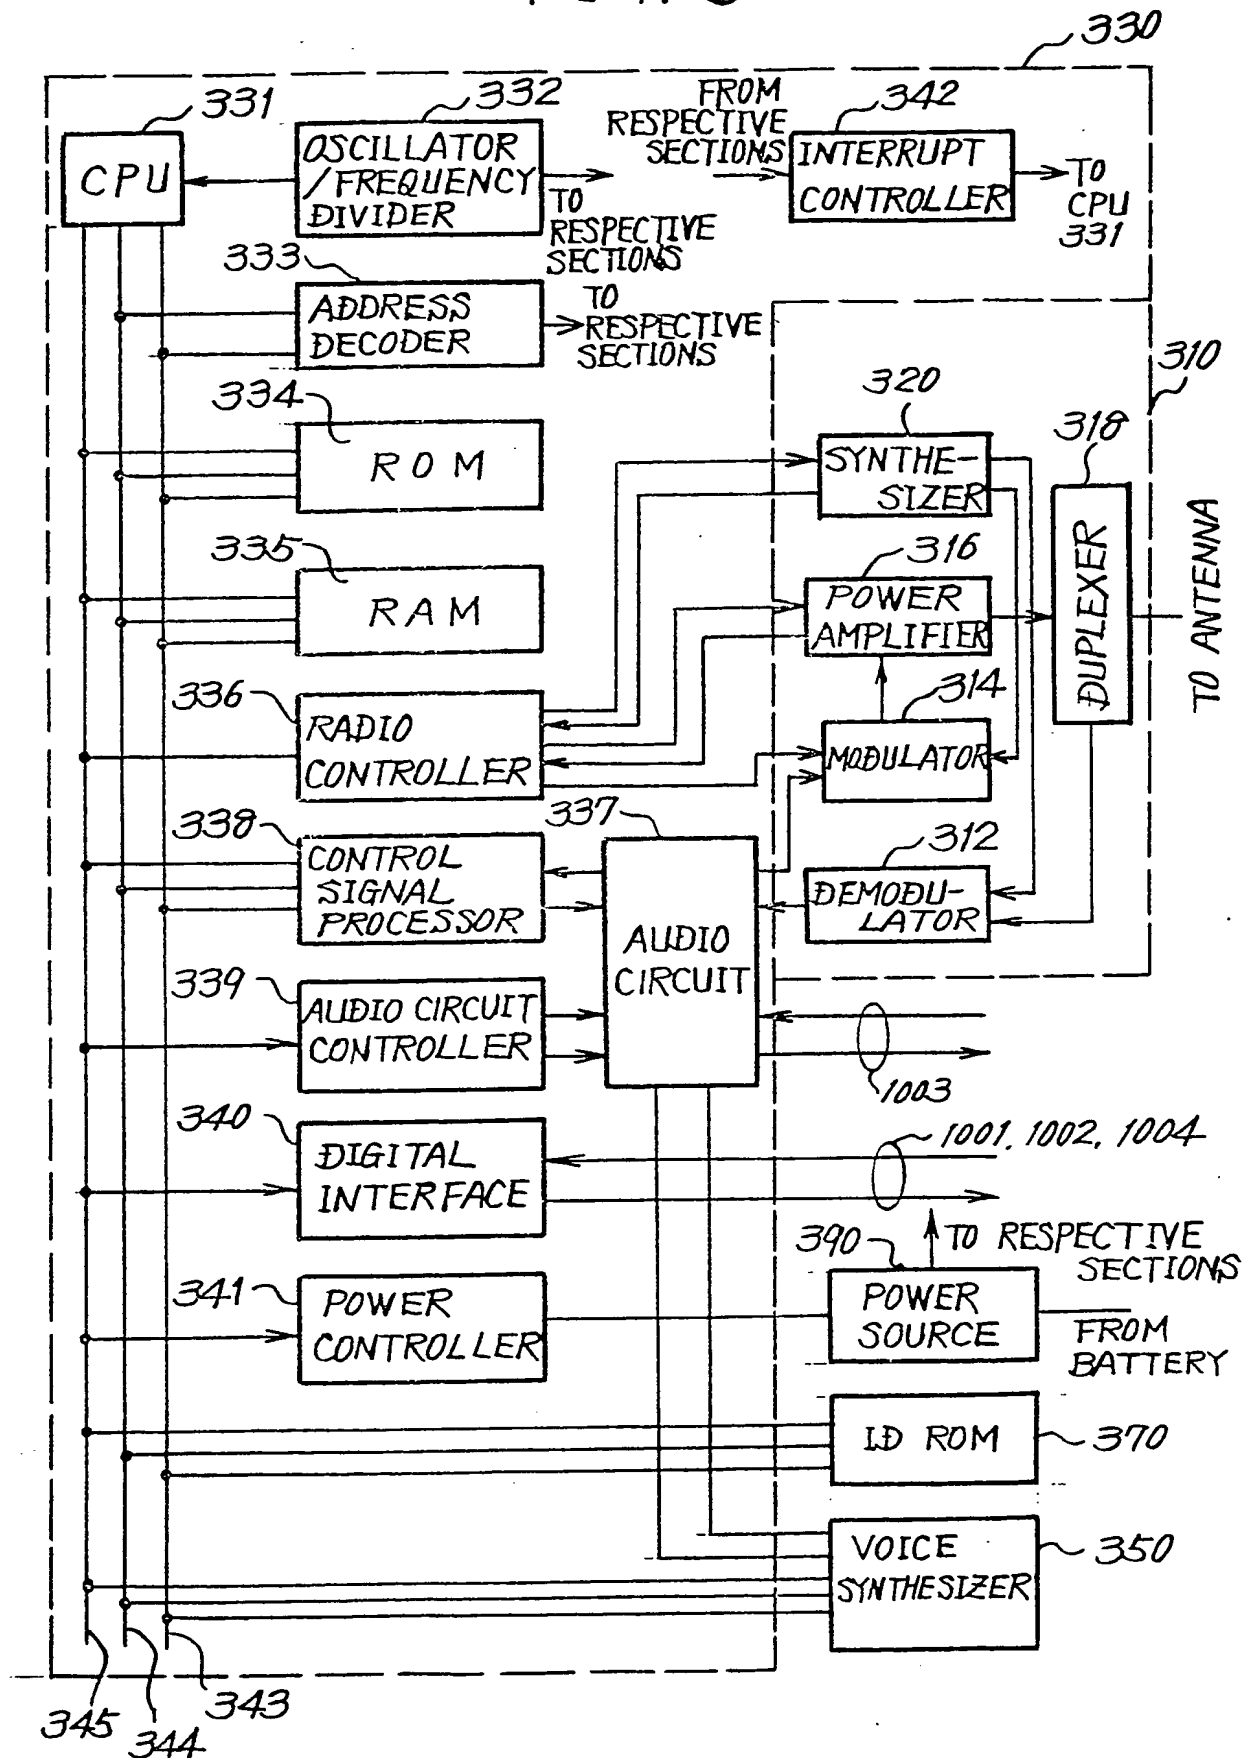 330
331
CPU
332
OSCILLATOR
/FREQUENCY
DIVIDER
TO
RESPECTIVE
SECTIONS
FROM
RESPECTIVE
SECTIONS
342
INTERRUPT
CONTROLLER
TO
CPU
331
333
ADDRESS
DECODER
TO
RESPECTIVE
SECTIONS
310
334
ROM
320
SYNTHE-
SIZER
318
DUPLEXER
TO ANTENNA
335
RAM
316
POWER
AMPLIFIER
336
RADIO
CONTROLLER
314
MODULATOR
338
CONTROL
SIGNAL
PROCESSOR
337
AUDIO
CIRCUIT
312
DEMODU-
LATOR
339
AUDIO CIRCUIT
CONTROLLER
1003
340
DIGITAL
INTERFACE
1001, 1002, 1004
341
POWER
CONTROLLER
390
TO RESPECTIVE
SECTIONS
POWER
SOURCE
FROM
BATTERY
ID ROM
370
VOICE
SYNTHESIZER
350
345
344
343